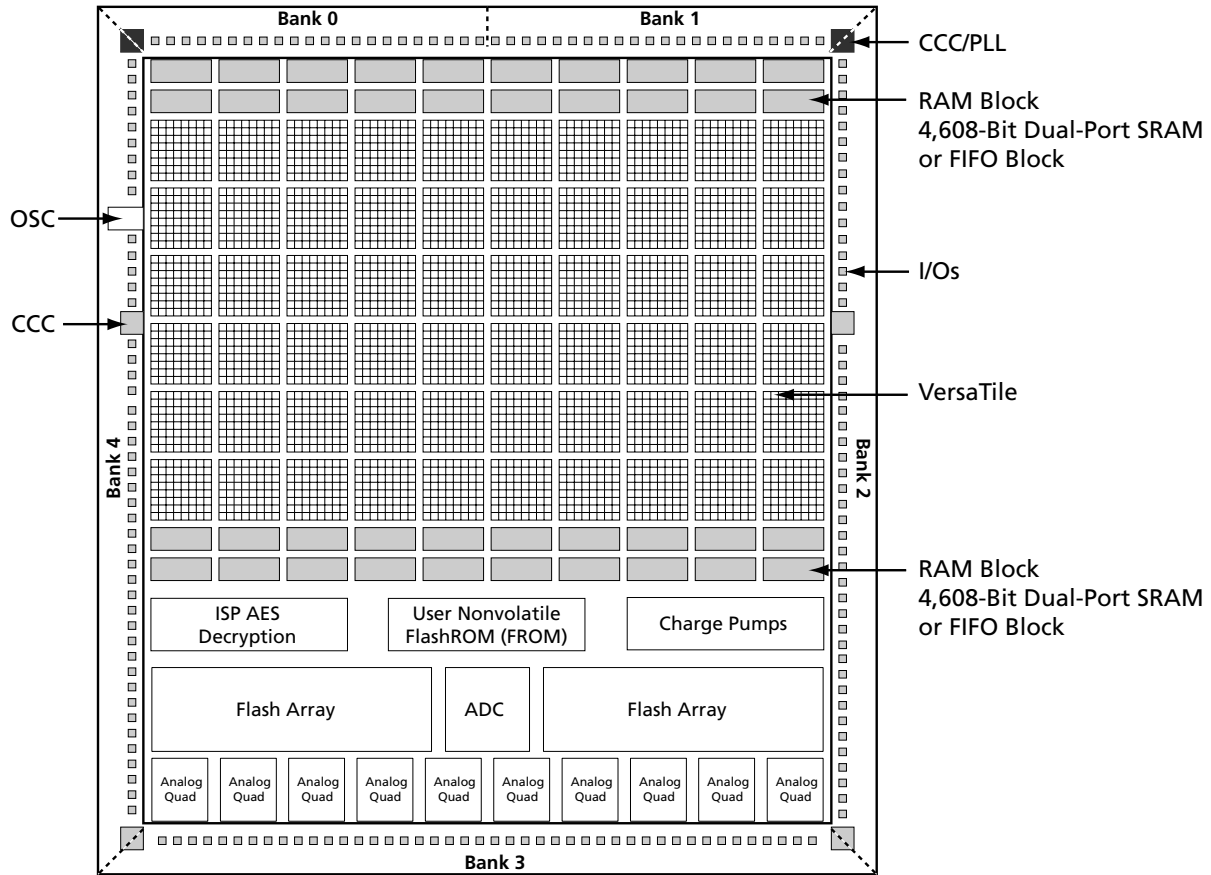 Bank 0
Bank 1
CCC/PLL
RAM Block
4,608-Bit Dual-Port SRAM
or FIFO Block
OSC
I/Os
CCC
VersaTile
Bank 4
Bank 2
RAM Block
4,608-Bit Dual-Port SRAM
or FIFO Block
ISP AES
Decryption
User Nonvolatile
FlashROM (FROM)
Charge Pumps
Flash Array
ADC
Flash Array
Analog
Quad
Analog
Quad
Analog
Quad
Analog
Quad
Analog
Quad
Analog
Quad
Analog
Quad
Analog
Quad
Analog
Quad
Analog
Quad
Bank 3